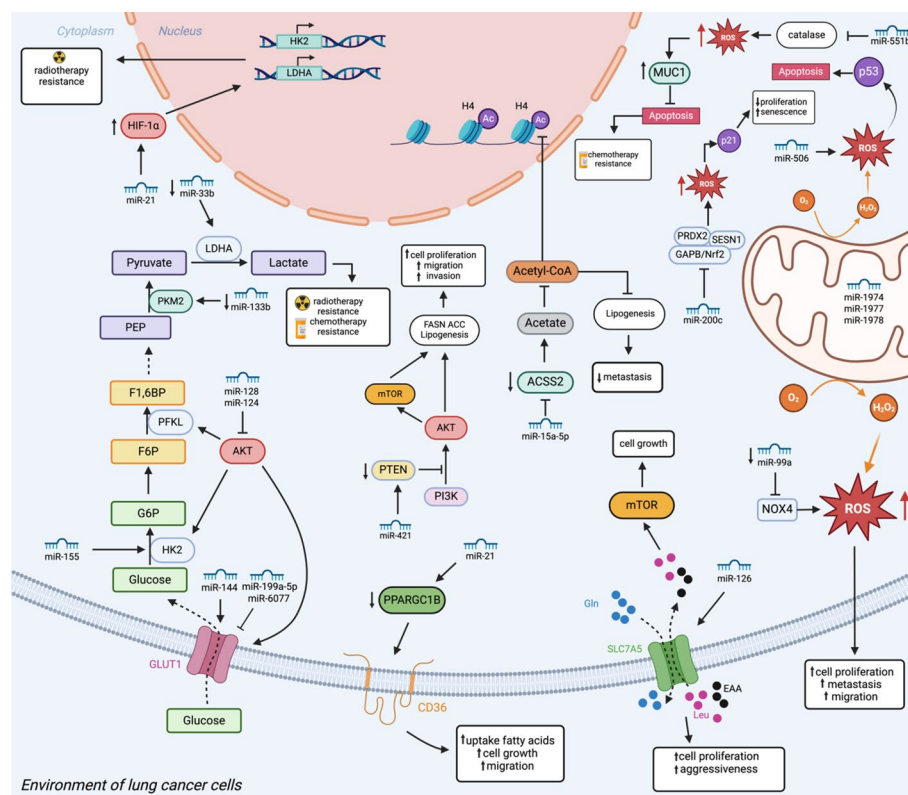 Cytoplasm
Nucleus
HK2
LDHA
radiotherapy
resistance
HIF-1α
miR-21
miR-33b
H4
H4
Ac
Ac
ROS
catalase
miR-551b
MUC1
Apoptosis
p53
Apoptosis
proliferation
senescence
p21
chemotherapy
resistance
miR-506
ROS
ROS
O₂
H₂O₂
PRDX2
SESN1
GAPB/Nrf2
miR-200c
miR-1974
miR-1977
miR-1978
LDHA
Pyruvate
Lactate
PKM2
miR-133b
PEP
radiotherapy
resistance
chemotherapy
resistance
cell proliferation
migration
invasion
FASN ACC
Lipogenesis
mTOR
AKT
PTEN
PI3K
miR-421
Acetyl-CoA
Acetate
Lipogenesis
ACSS2
metastasis
miR-15a-5p
F1,6BP
miR-128
miR-124
PFKL
F6P
AKT
G6P
miR-155
HK2
Glucose
miR-144
miR-199a-5p
miR-6077
GLUT1
Glucose
miR-21
PPARGC1B
CD36
uptake fatty acids
cell growth
migration
cell growth
mTOR
miR-126
Gln
SLC7A5
EAA
Leu
cell proliferation
aggressiveness
O₂
H₂O₂
miR-99a
NOX4
ROS
cell proliferation
metastasis
migration
Environment of lung cancer cells